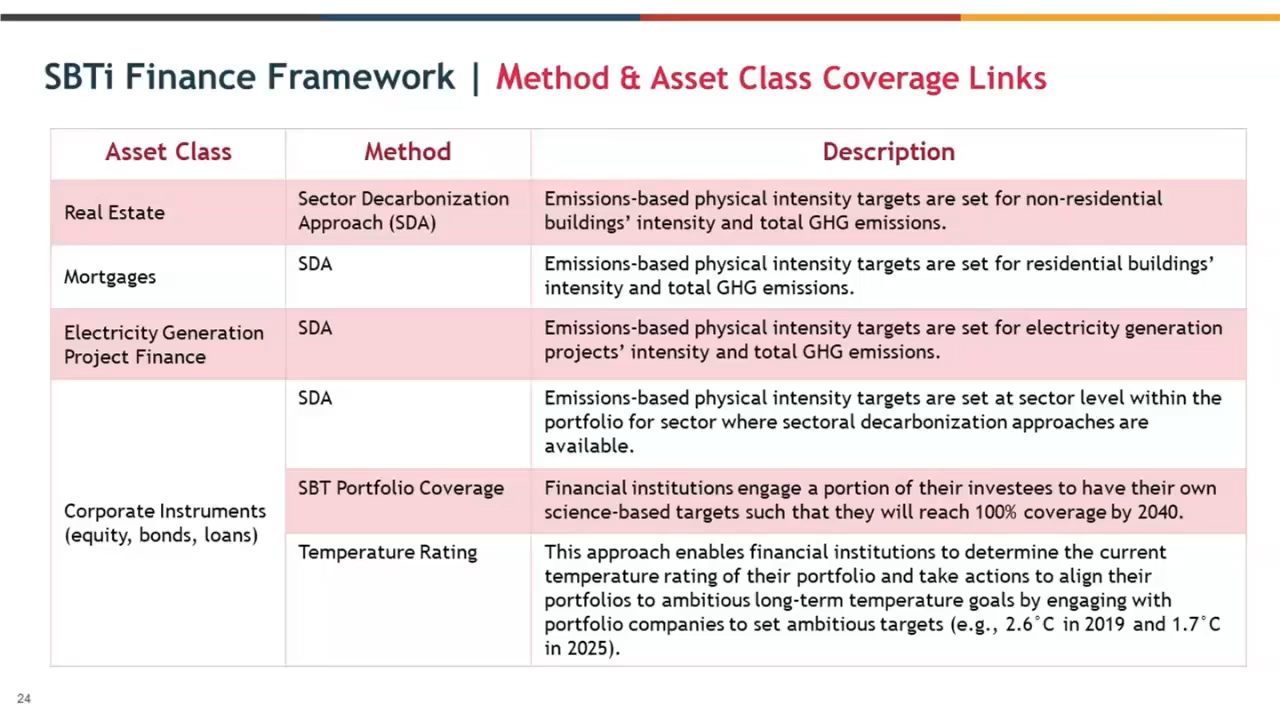 SBTi Finance Framework | Method & Asset Class Coverage Links
Asset Class
Method
Description
Real Estate
Sector Decarbonization
Approach (SDA)
Emissions-based physical intensity targets are set for non-residential
buildings’ intensity and total GHG emissions.
Mortgages
SDA
Emissions-based physical intensity targets are set for residential buildings’
intensity and total GHG emissions.
Electricity Generation
Project Finance
SDA
Emissions-based physical intensity targets are set for electricity generation
projects’ intensity and total GHG emissions.
Corporate Instruments
(equity, bonds, loans)
SDA
Emissions-based physical intensity targets are set at sector level within the
portfolio for sector where sectoral decarbonization approaches are
available.
SBT Portfolio Coverage
Financial institutions engage a portion of their investees to have their own
science-based targets such that they will reach 100% coverage by 2040.
Temperature Rating
This approach enables financial institutions to determine the current
temperature rating of their portfolio and take actions to align their
portfolios to ambitious long-term temperature goals by engaging with
portfolio companies to set ambitious targets (e.g., 2.6˚C in 2019 and 1.7˚C
in 2025).
24